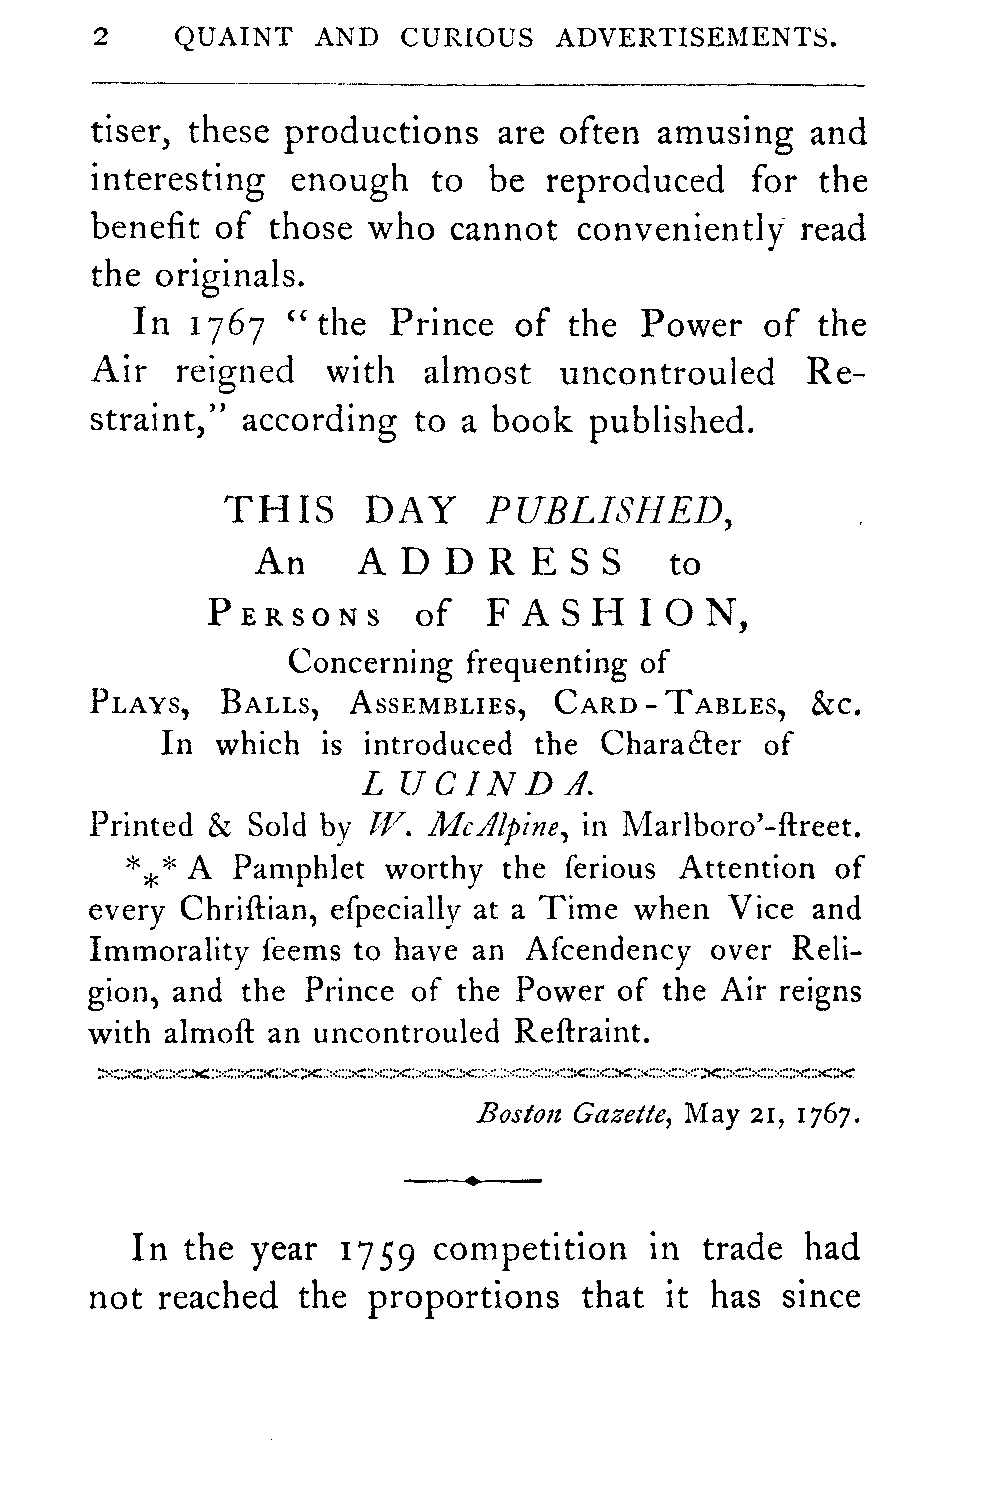 2 QUAINT AND CURIOUS ADVERTISEMENTS.
tiser, these productions are often amusing and
interesting enough to be reproduced for the
benefit of those who cannot conveniently read
the originals.
In 1767 “the Prince of the Power of the
Air reigned with almost uncontrouled Re-
straint,” according to a book published.
THIS DAY PUBLISHED,
An ADDRESS to
PERSONS of FASHION,
Concerning frequenting of
PLAYS, BALLS, ASSEMBLIES, CARD-TABLES, &c.
In which is introduced the Character of
LUCINDA.
Printed & Sold by W. McAlpine, in Marlboro’-ſtreet.
*⁎* A Pamphlet worthy the ſerious Attention of
every Chriſtian, eſpecially at a Time when Vice and
Immorality ſeems to have an Aſcendency over Reli-
gion, and the Prince of the Power of the Air reigns
with almoſt an uncontrouled Reſtraint.
Boston Gazette, May 21, 1767.
In the year 1759 competition in trade had
not reached the proportions that it has since